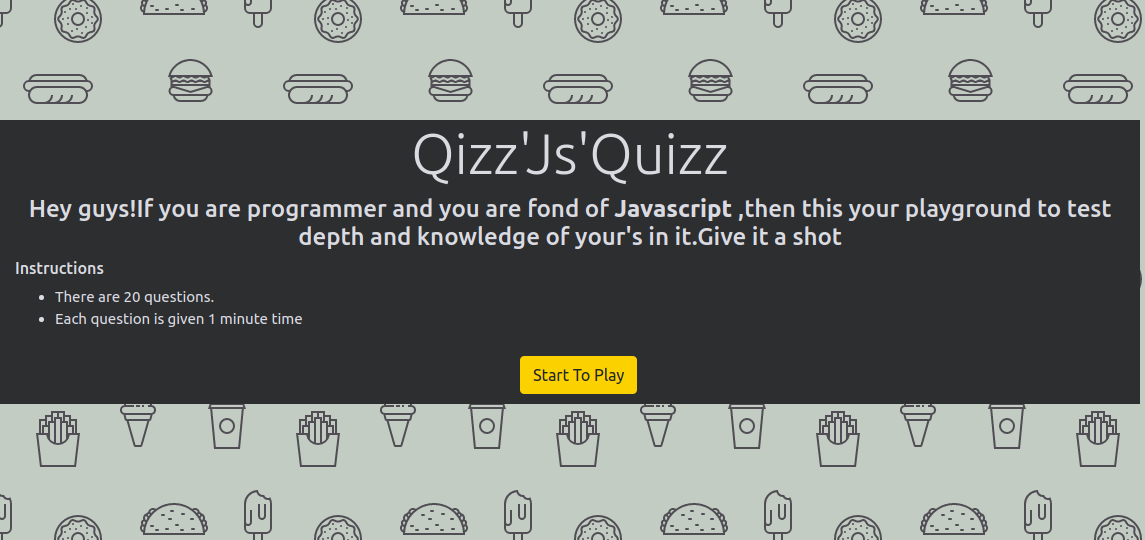 Qizz'Js'Quizz
Hey guys!If you are programmer and you are fond of Javascript ,then this your playground to test
depth and knowledge of your's in it.Give it a shot
Instructions
There are 20 questions.
Each question is given 1 minute time
Start To Play